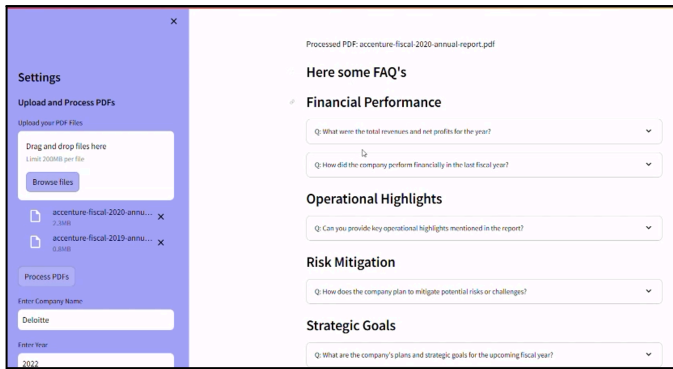 Settings
Upload and Process PDFs
Upload your PDF Files
Drag and drop files here
Limit 200MB per file
Browse files
accenture-fiscal-2020-annu...
2.3MB
accenture-fiscal-2019-annu...
0.8MB
Process PDFs
Enter Company Name
Deloitte
Enter Year
2022
Processed PDF: accenture-fiscal-2020-annual-report.pdf
Here some FAQ's
Financial Performance
Q: What were the total revenues and net profits for the year?
Q: How did the company perform financially in the last fiscal year?
Operational Highlights
Q: Can you provide key operational highlights mentioned in the report?
Risk Mitigation
Q: How does the company plan to mitigate potential risks or challenges?
Strategic Goals
Q: What are the company's plans and strategic goals for the upcoming fiscal year?